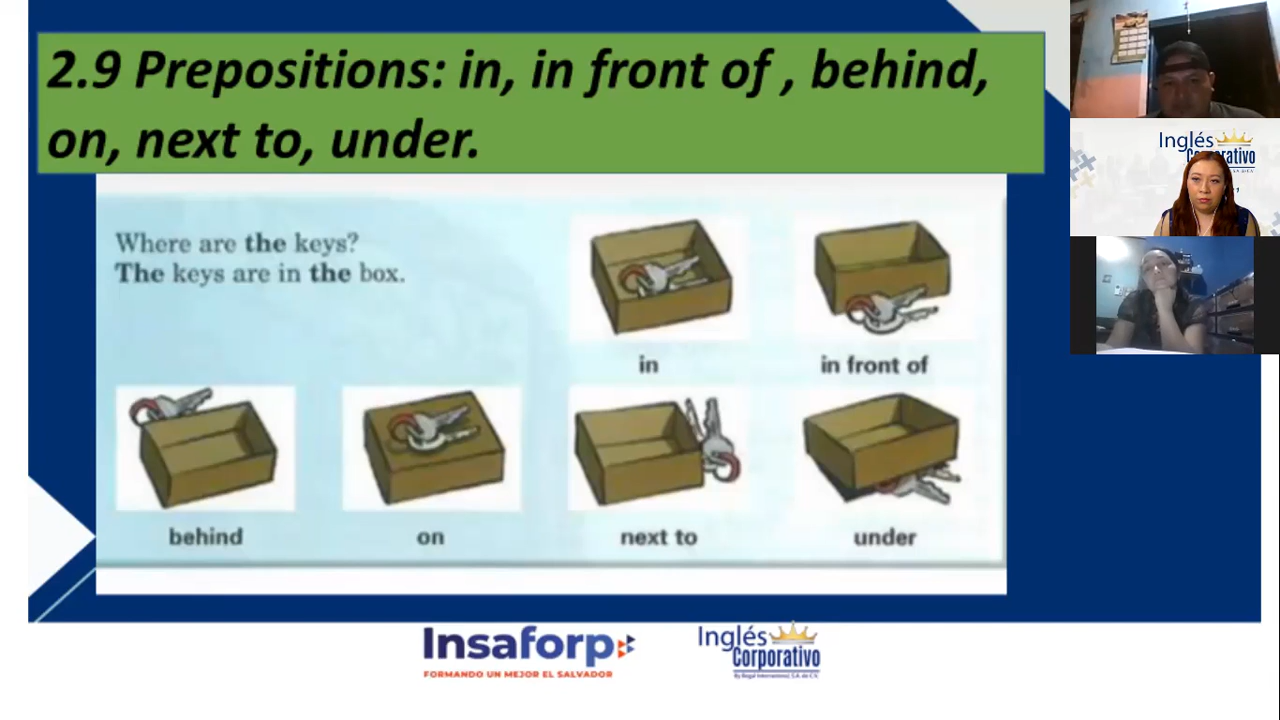 2.9 Prepositions: in, in front of , behind,
on, next to, under.
Where are the keys?
The keys are in the box.
in
in front of
behind
on
next to
under
Insaforp
FORMANDO UN MEJOR EL SALVADOR
Inglés
Corporativo
Inglés